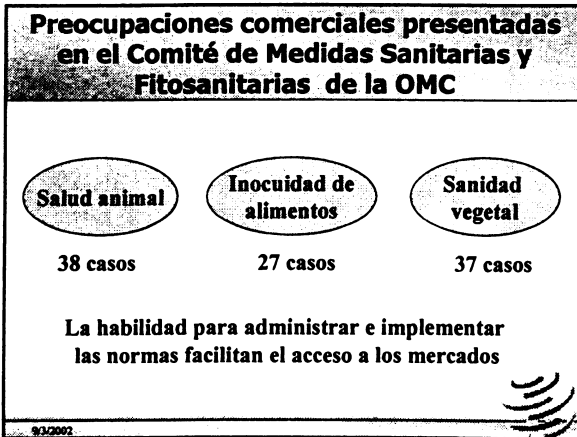 Preocupaciones comerciales presentadas
en el Comité de Medidas Sanitarias y
Fitosanitarias de la OMC
Salud animal
Inocuidad de
alimentos
Sanidad
vegetal
38 casos
27 casos
37 casos
La habilidad para administrar e implementar
las normas facilitan el acceso a los mercados
9/3/2002